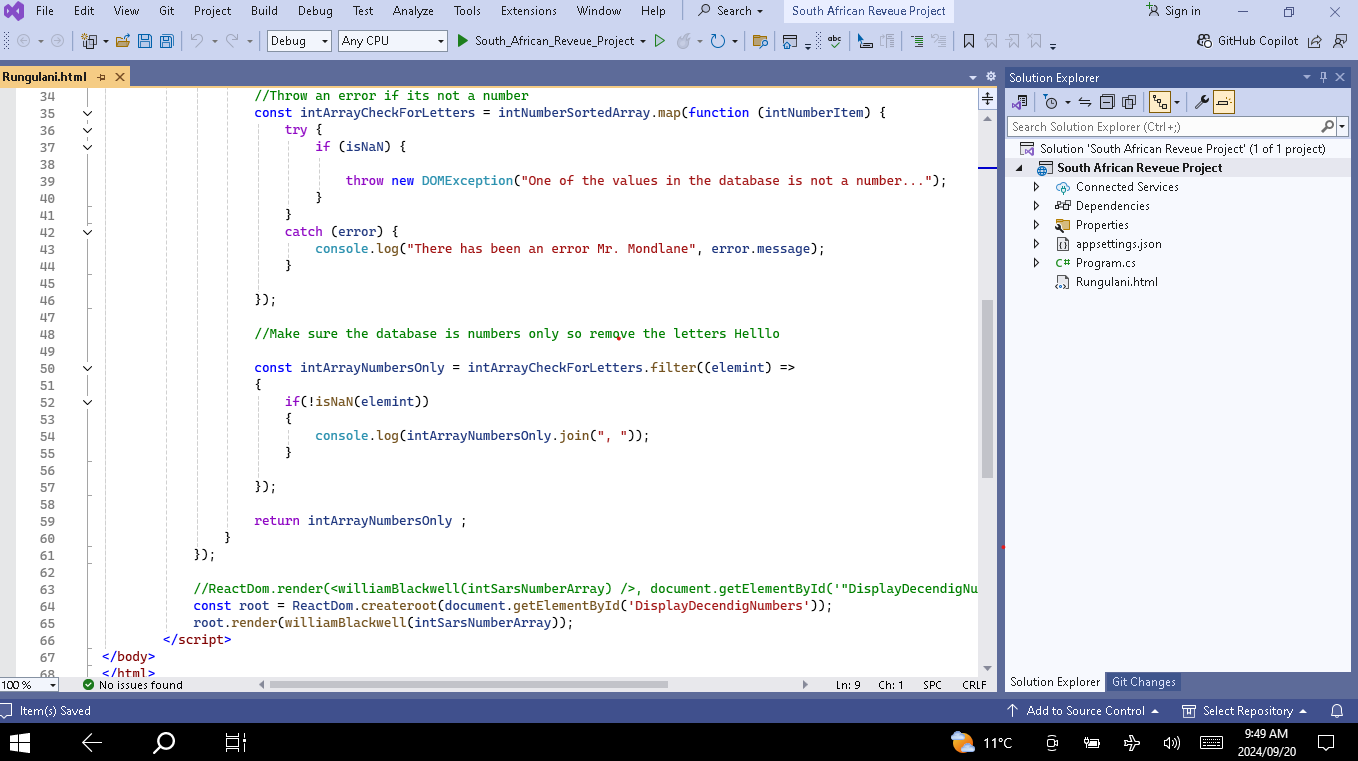 File Edit View Git Project Build Debug Test Analyze Tools Extensions Window Help Search South African Reveue Project Sign in
Debug Any CPU South_African_Reveue_Project GitHub Copilot
Rungulani.html
Solution Explorer
Search Solution Explorer (Ctrl+;)
Solution 'South African Reveue Project' (1 of 1 project)
South African Reveue Project
Connected Services
Dependencies
Properties
appsettings.json
C# Program.cs
Rungulani.html
34 //Throw an error if its not a number
35 const intArrayCheckForLetters = intNumberSortedArray.map(function (intNumberItem) {
36 try {
37 if (isNaN) {
38
39 throw new DOMException("One of the values in the database is not a number...");
40 }
41 }
42 catch (error) {
43 console.log("There has been an error Mr. Mondlane", error.message);
44 }
45
46 });
47
48 //Make sure the database is numbers only so remove the letters Helllo
49
50 const intArrayNumbersOnly = intArrayCheckForLetters.filter((elemint) =>
51 {
52 if(!isNaN(elemint))
53 {
54 console.log(intArrayNumbersOnly.join(", "));
55 }
56
57 });
58
59 return intArrayNumbersOnly ;
60 }
61 });
62
63 //ReactDom.render(<williamBlackwell(intSarsNumberArray) />, document.getElementById('"DisplayDecendigNu
64 const root = ReactDom.createroot(document.getElementById('DisplayDecendigNumbers'));
65 root.render(williamBlackwell(intSarsNumberArray));
66 </script>
67 </body>
68 </html>
100 % No issues found Ln: 9 Ch: 1 SPC CRLF
Solution Explorer Git Changes
Item(s) Saved Add to Source Control Select Repository
11°C 9:49 AM
2024/09/20